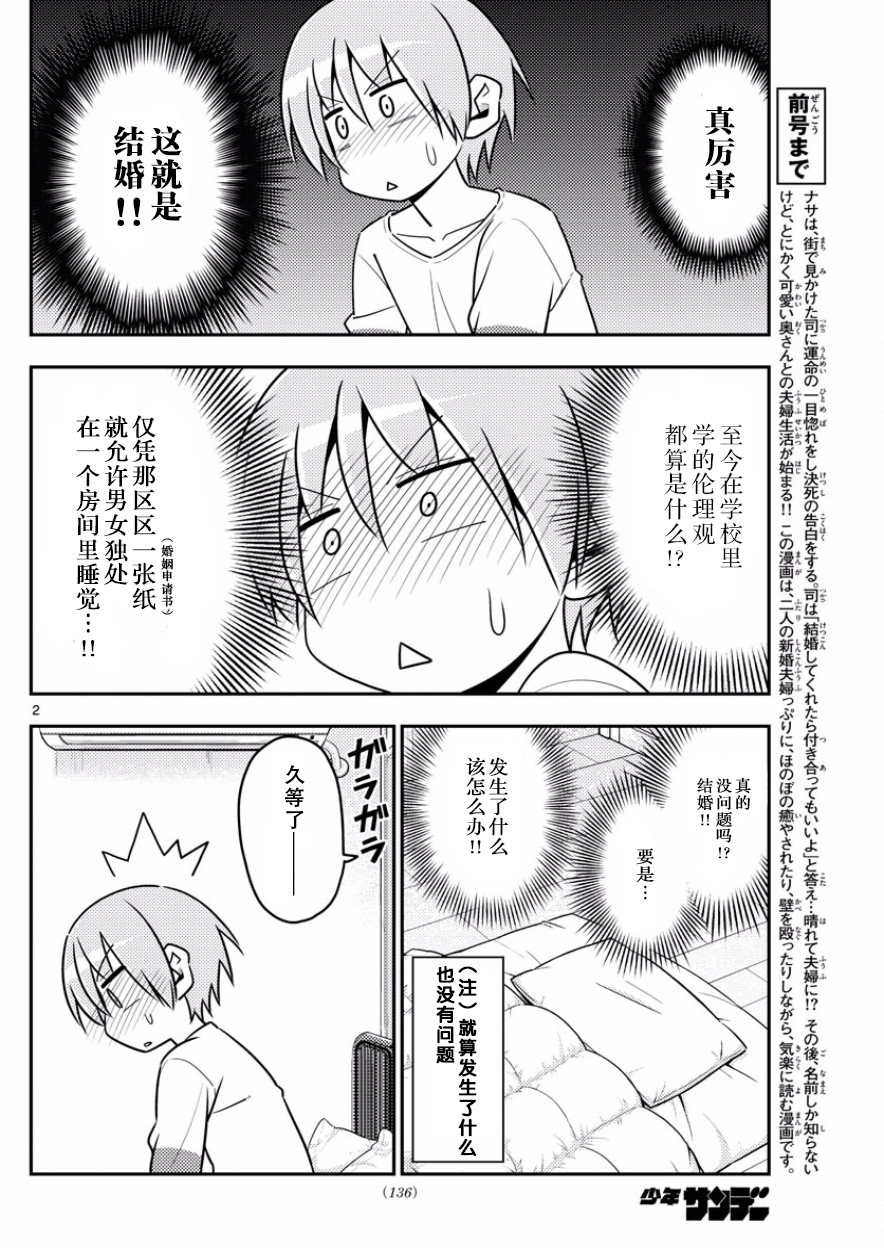 前号まで
ぜんごう
ナサは、街で見かけた司に運命の一目惚れをし決死の告白をする。司は「結婚してくれたら付き合ってもいいよ」と答え…晴れて夫婦に!? その後、名前しか知らない
けど、とにかく可愛い奥さんとの夫婦生活が始まる!! この漫画は、二人の新婚夫婦っぷりに、ほのぼの癒やされたり、壁を殴ったりしながら、気楽に読む漫画です。
真厉害
这就是
结婚!!
至今在学校里
学的伦理观
都算是什么!?
仅凭那区区一张纸
（婚姻申请书）
就允许男女独处
在一个房间里睡觉…!!
2
真的
没问题吗!?
结婚!!
要是…
发生了什么
该怎么办!!
（注）就算发生了什么
也没有问题
ガラガラガラ
久等了——
（136）
少年サンデー